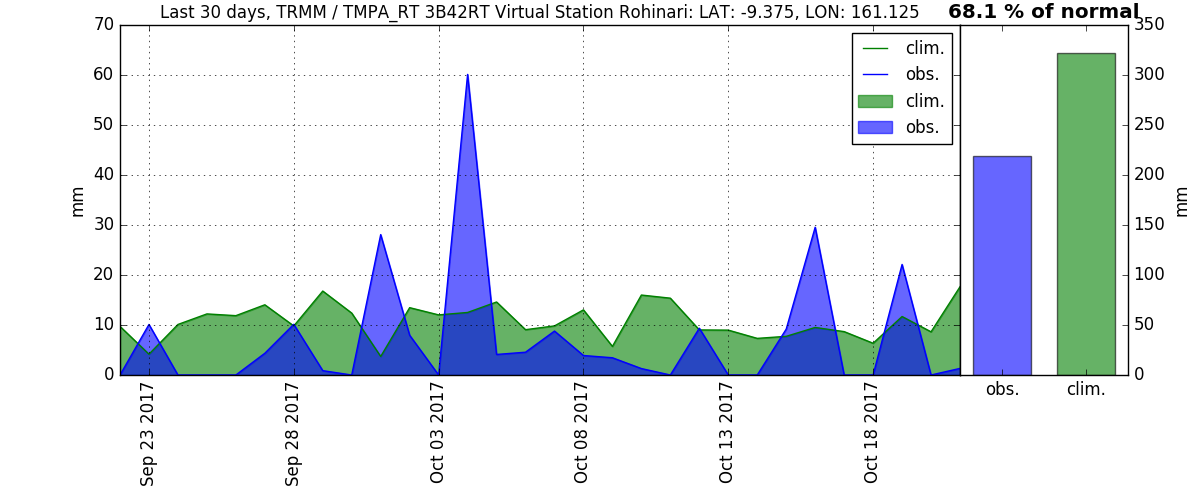 Last 30 days, TRMM / TMPA_RT 3B42RT Virtual Station Rohinari: LAT: -9.375, LON: 161.125
68.1 % of normal
70
60
50
40
30
20
10
0
mm
clim.
obs.
clim.
obs.
Sep 23 2017
Sep 28 2017
Oct 03 2017
Oct 08 2017
Oct 13 2017
Oct 18 2017
350
300
250
200
150
100
50
0
mm
obs.
clim.